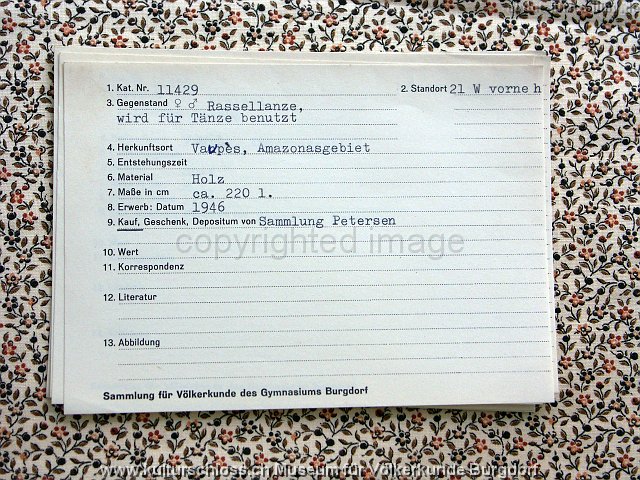 1. Kat. Nr. 11429 2. Standort 21 W vorne h
3. Gegenstand ♀ ♂ Rassellanze,
wird für Tänze benutzt
4. Herkunftsort Vaupès, Amazonasgebiet
5. Entstehungszeit
6. Material Holz
7. Maße in cm ca. 220 l.
8. Erwerb: Datum 1946
9. Kauf, Geschenk, Depositum von Sammlung Petersen
copyrighted image
10. Wert
11. Korrespondenz
12. Literatur
13. Abbildung
Sammlung für Völkerkunde des Gymnasiums Burgdorf
www.kulturschloss.ch Museum für Völkerkunde Burgdorf